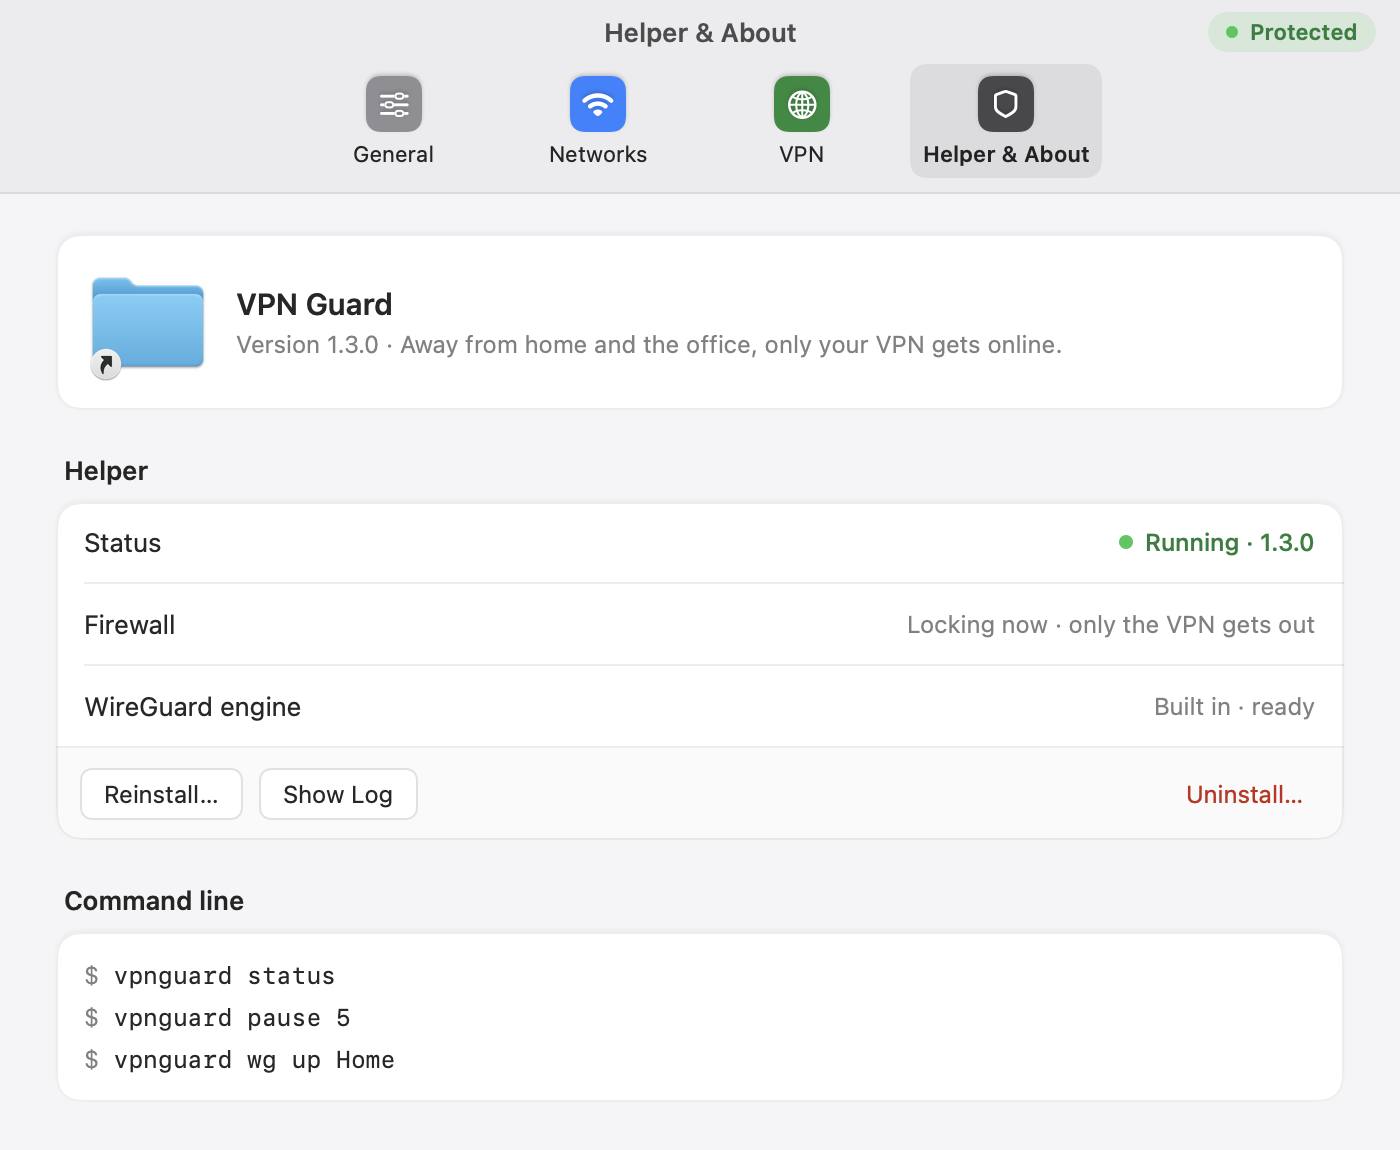 Helper & About
Protected
General
Networks
VPN
Helper & About
VPN Guard
Version 1.3.0 · Away from home and the office, only your VPN gets online.
Helper
Status
Running · 1.3.0
Firewall
Locking now · only the VPN gets out
WireGuard engine
Built in · ready
Reinstall...
Show Log
Uninstall...
Command line
$ vpnguard status
$ vpnguard pause 5
$ vpnguard wg up Home